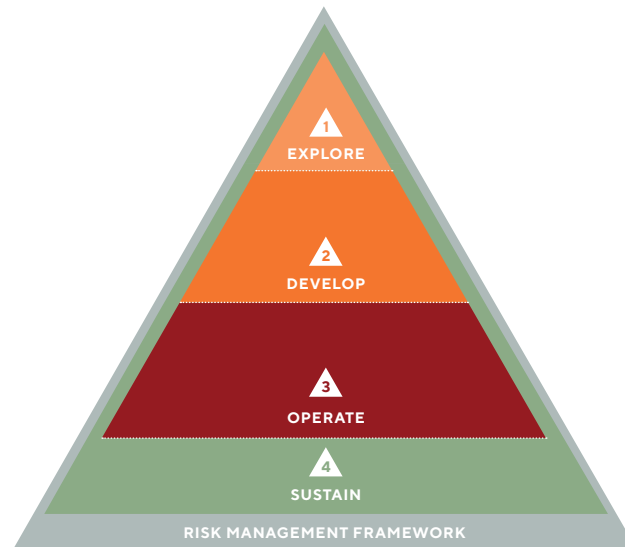 1
EXPLORE
2
DEVELOP
3
OPERATE
4
SUSTAIN
RISK MANAGEMENT FRAMEWORK